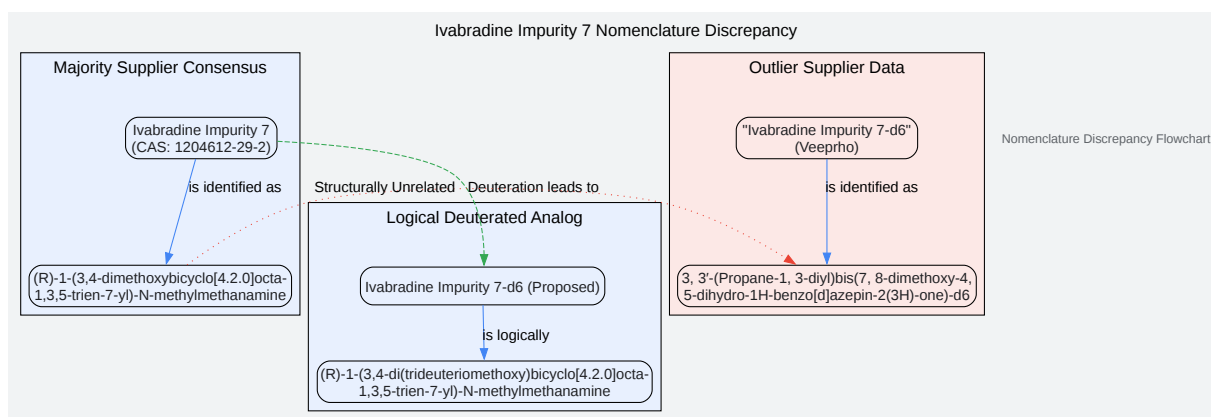 Ivabradine Impurity 7 Nomenclature Discrepancy
Majority Supplier Consensus
Ivabradine Impurity 7
(CAS: 1204612-29-2)
is identified as
(R)-1-(3,4-dimethoxybicyclo[4.2.0]octa-
1,3,5-trien-7-yl)-N-methylmethanamine
Structurally Unrelated
Deuteration leads to
Logical Deuterated Analog
Ivabradine Impurity 7-d6 (Proposed)
is logically
(R)-1-(3,4-di(trideuteriomethoxy)bicyclo[4.2.0]octa-
1,3,5-trien-7-yl)-N-methylmethanamine
Outlier Supplier Data
"Ivabradine Impurity 7-d6"
(Veeprho)
is identified as
3, 3′-(Propane-1, 3-diyl)bis(7, 8-dimethoxy-4,
5-dihydro-1H-benzo[d]azepin-2(3H)-one)-d6
Nomenclature Discrepancy Flowchart